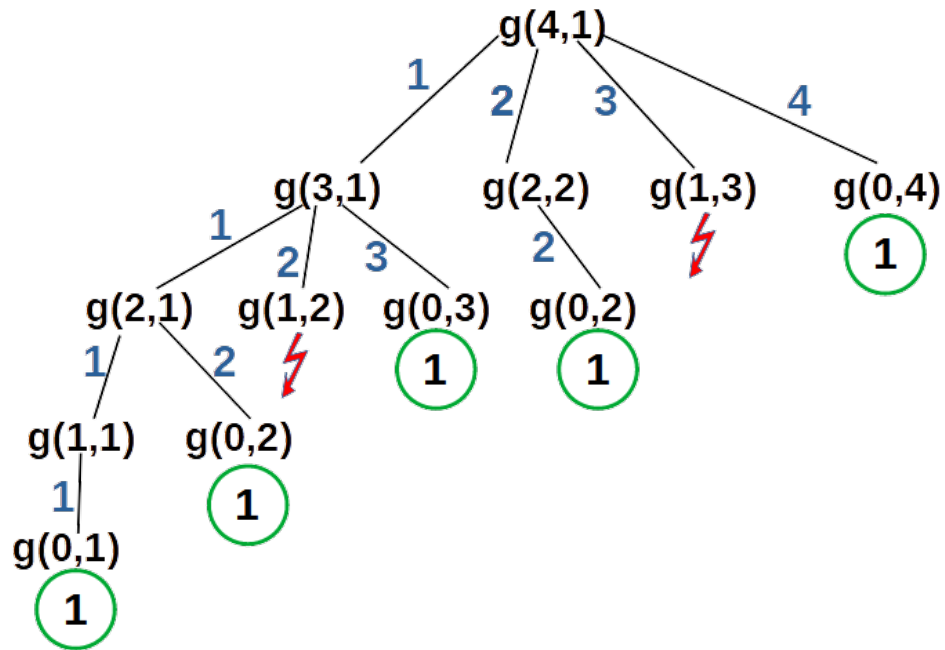 g(4,1)
1 2 3 4
g(3,1) g(2,2) g(1,3) g(0,4)
1 2 3 2 1
g(2,1) g(1,2) g(0,3) g(0,2)
1 2 1 1
g(1,1) g(0,2)
1 1
g(0,1)
1